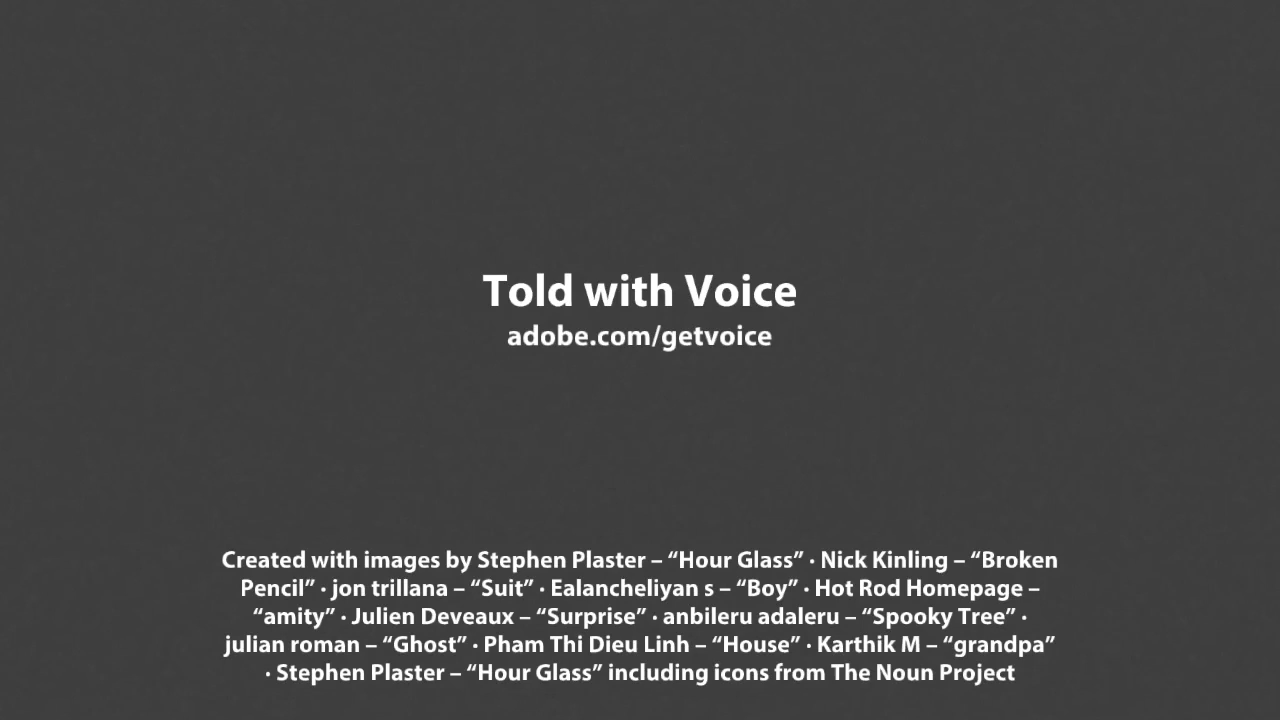 Told with Voice
adobe.com/getvoice
Created with images by Stephen Plaster – “Hour Glass” · Nick Kinling – “Broken
Pencil” · jon trillana – “Suit” · Ealancheliyan s – “Boy” · Hot Rod Homepage –
“amity” · Julien Deveaux – “Surprise” · anbileru adaleru – “Spooky Tree” ·
julian roman – “Ghost” · Pham Thi Dieu Linh – “House” · Karthik M – “grandpa”
· Stephen Plaster – “Hour Glass” including icons from The Noun Project